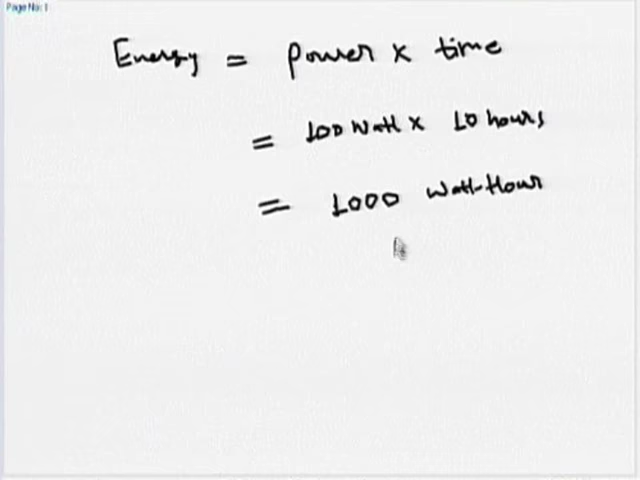 Page No: 1
Energy = Power x time
= 100 Watt x 10 hours
= 1000 Watt-Hour